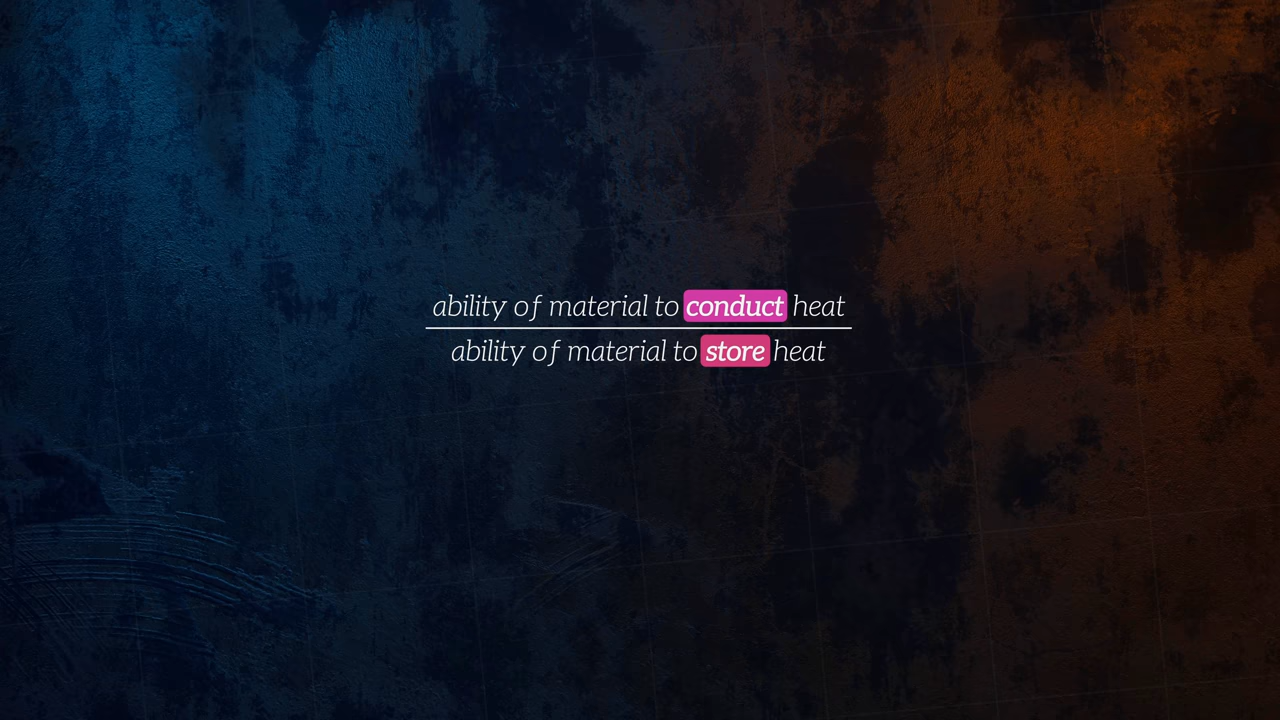 ability of material to conduct heat
ability of material to store heat